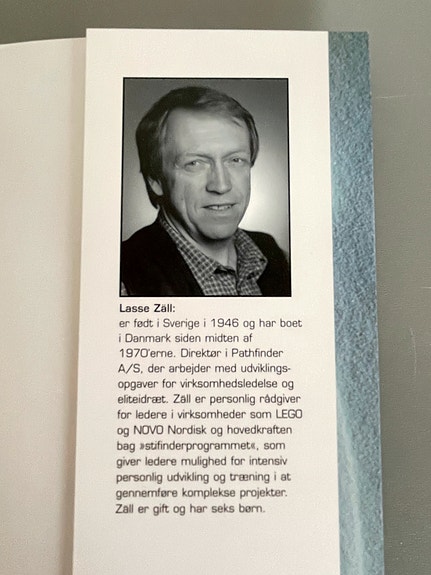 Lasse Zäll:
er født i Sverige i 1946 og har boet
i Danmark siden midten af
1970'erne. Direktør i Pathfinder
A/S, der arbejder med udviklings-
opgaver for virksomhedsledelse og
eliteidræt. Zäll er personlig rådgiver
for ledere i virksomheder som LEGO
og NOVO Nordisk og hovedkraften
bag »stifinderprogrammet«, som
giver ledere mulighed for intensiv
personlig udvikling og træning i at
gennemføre komplekse projekter.
Zäll er gift og har seks børn.